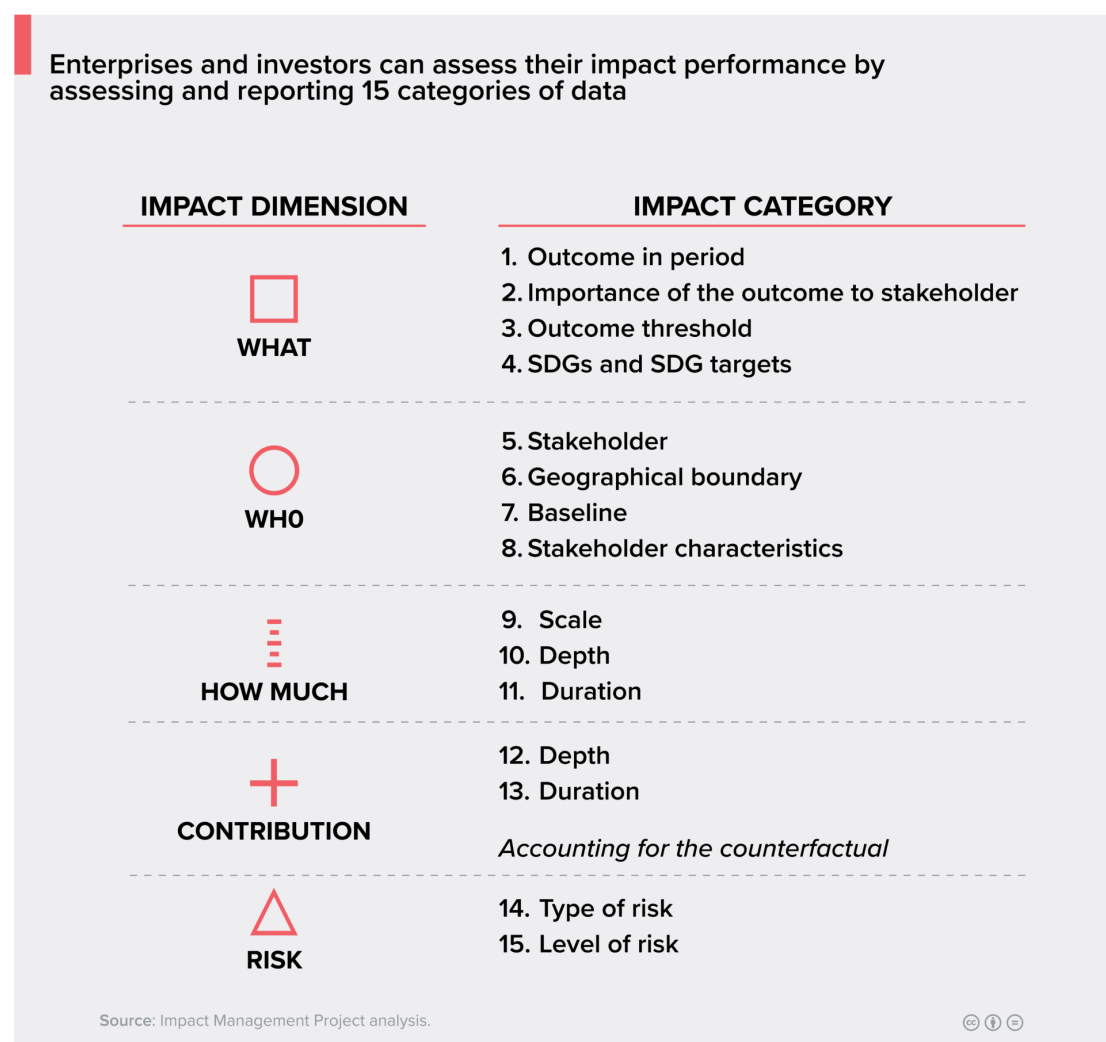 Enterprises and investors can assess their impact performance by
assessing and reporting 15 categories of data
IMPACT DIMENSION
IMPACT CATEGORY
WHAT
1. Outcome in period
2. Importance of the outcome to stakeholder
3. Outcome threshold
4. SDGs and SDG targets
WH0
5. Stakeholder
6. Geographical boundary
7. Baseline
8. Stakeholder characteristics
HOW MUCH
9. Scale
10. Depth
11. Duration
CONTRIBUTION
12. Depth
13. Duration
Accounting for the counterfactual
RISK
14. Type of risk
15. Level of risk
Source: Impact Management Project analysis.
cc